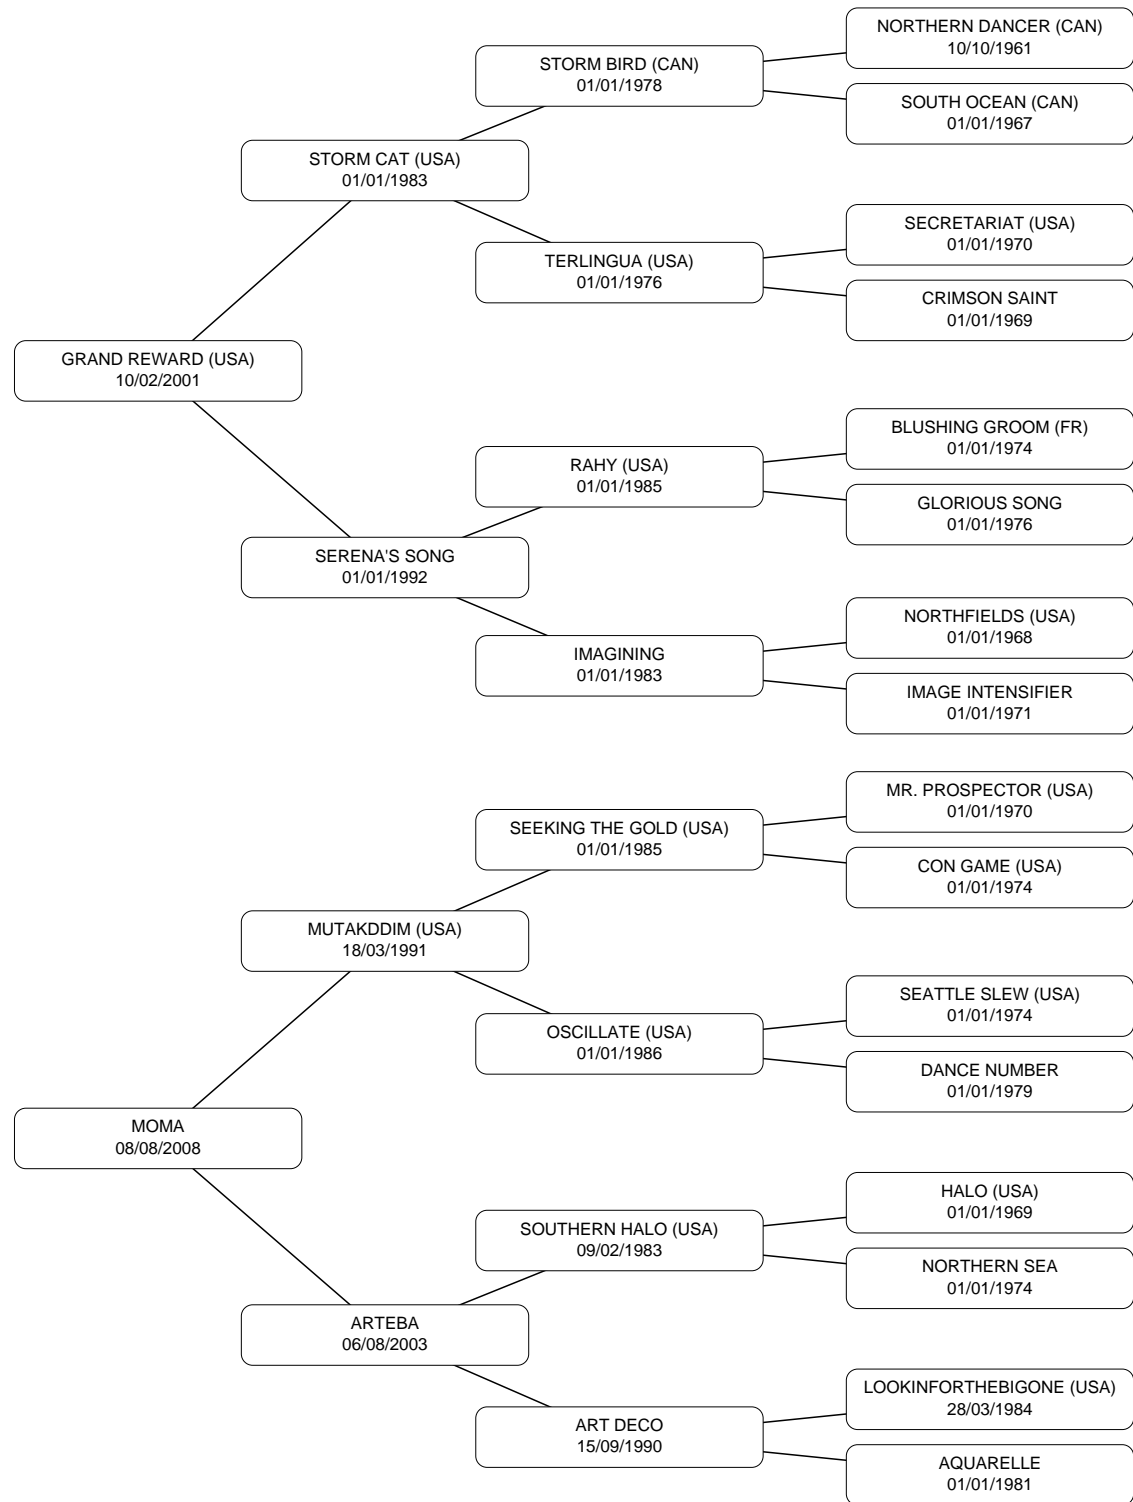 NORTHERN DANCER (CAN)
10/10/1961
STORM BIRD (CAN)
01/01/1978
SOUTH OCEAN (CAN)
01/01/1967
STORM CAT (USA)
01/01/1983
SECRETARIAT (USA)
01/01/1970
TERLINGUA (USA)
01/01/1976
CRIMSON SAINT
01/01/1969
GRAND REWARD (USA)
10/02/2001
BLUSHING GROOM (FR)
01/01/1974
RAHY (USA)
01/01/1985
GLORIOUS SONG
01/01/1976
SERENA'S SONG
01/01/1992
NORTHFIELDS (USA)
01/01/1968
IMAGINING
01/01/1983
IMAGE INTENSIFIER
01/01/1971
MR. PROSPECTOR (USA)
01/01/1970
SEEKING THE GOLD (USA)
01/01/1985
CON GAME (USA)
01/01/1974
MUTAKDDIM (USA)
18/03/1991
SEATTLE SLEW (USA)
01/01/1974
OSCILLATE (USA)
01/01/1986
DANCE NUMBER
01/01/1979
MOMA
08/08/2008
HALO (USA)
01/01/1969
SOUTHERN HALO (USA)
09/02/1983
NORTHERN SEA
01/01/1974
ARTEBA
06/08/2003
LOOKINFORTHEBIGONE (USA)
28/03/1984
ART DECO
15/09/1990
AQUARELLE
01/01/1981